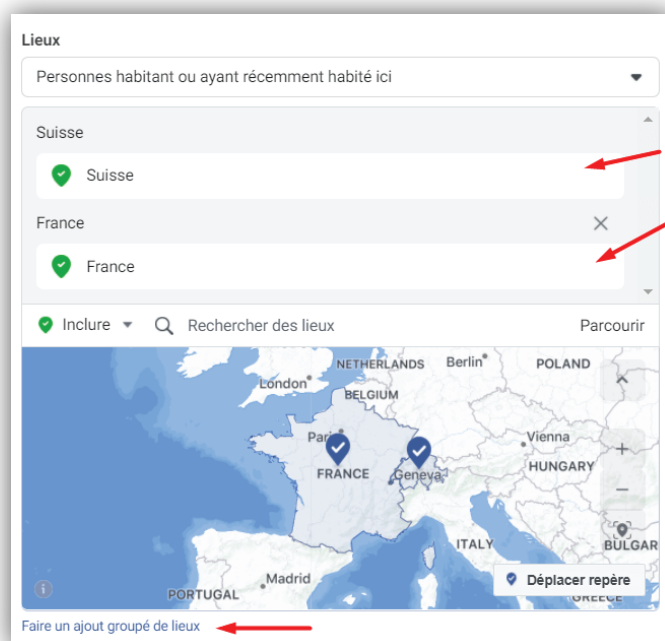 Lieux
Personnes habitant ou ayant récemment habité ici
Suisse
Suisse
France
France
Inclure
Rechercher des lieux
Parcourir
NETHERLANDS
Berlin
POLAND
London
BELGIUM
Paris
Vienna
FRANCE
Geneva
HUNGARY
ITALY
BULGAR
Madrid
PORTUGAL
Déplacer repère
GREECE
Faire un ajout groupé de lieux